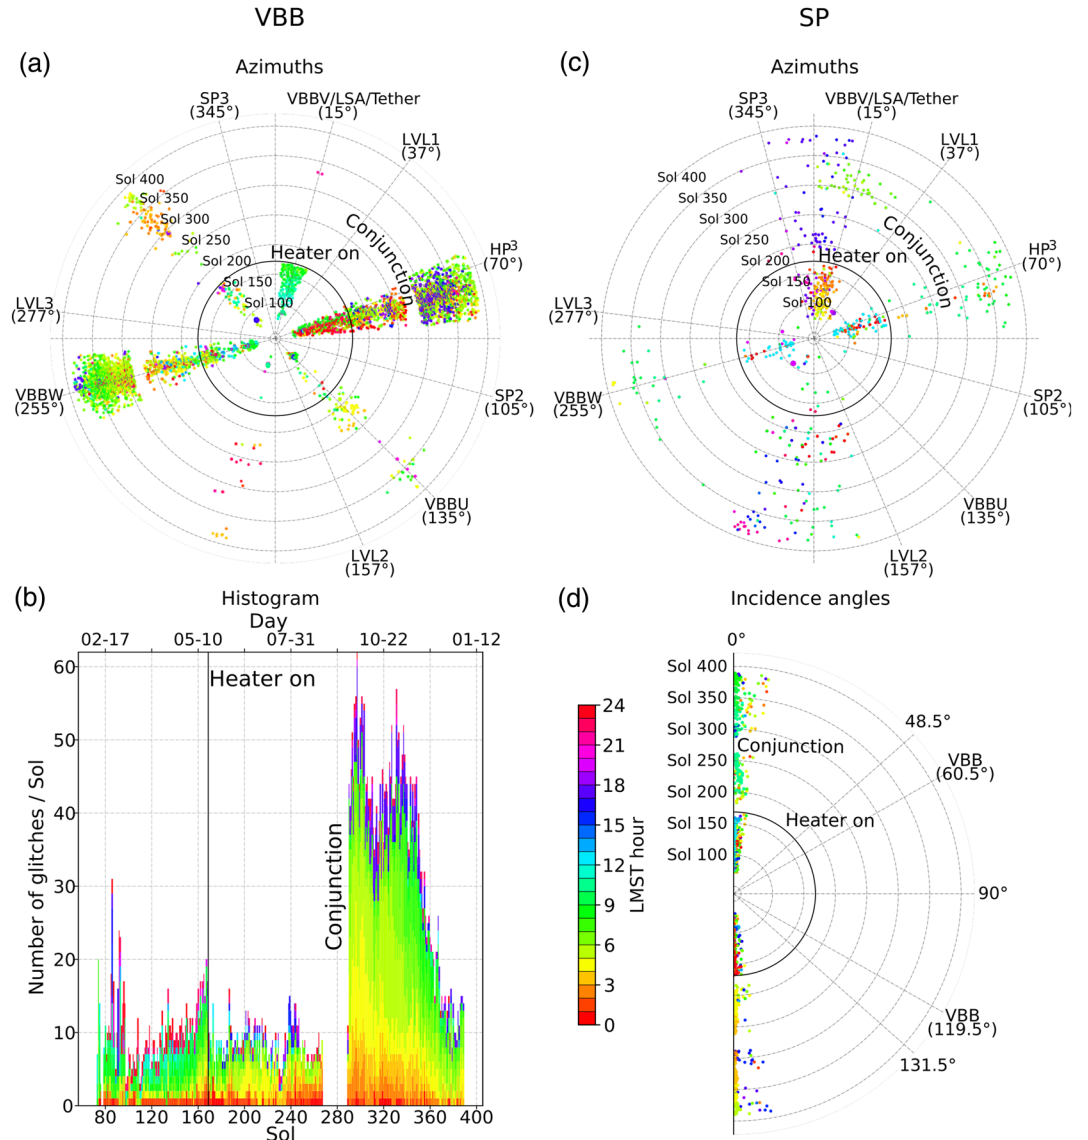 VBB
SP
(a)
Azimuths
SP3
(345°)
VBBV/LSA/Tether
(15°)
LVL1
(37°)
HP³
(70°)
SP2
(105°)
VBBU
(135°)
LVL2
(157°)
VBBW
(255°)
LVL3
(277°)
Sol 400
Sol 350
Sol 300
Sol 250
Sol 200
Sol 150
Sol 100
Heater on
Conjunction
(c)
Azimuths
SP3
(345°)
VBBV/LSA/Tether
(15°)
LVL1
(37°)
HP³
(70°)
SP2
(105°)
VBBU
(135°)
LVL2
(157°)
VBBW
(255°)
LVL3
(277°)
Sol 400
Sol 350
Sol 300
Sol 250
Sol 200
Sol 150
Sol 100
Heater on
Conjunction
(b)
Histogram
Day
02-17 05-10 07-31 10-22 01-12
Heater on
Conjunction
Number of glitches / Sol
60
50
40
30
20
10
0
80 120 160 200 240 280 320 360 400
Sol
24
21
18
15
12
9
6
3
0
LMST hour
(d)
Incidence angles
0°
Sol 400
Sol 350
Sol 300
Conjunction
Sol 250
Sol 200
Heater on
Sol 150
Sol 100
48.5°
VBB
(60.5°)
90°
VBB
(119.5°)
131.5°